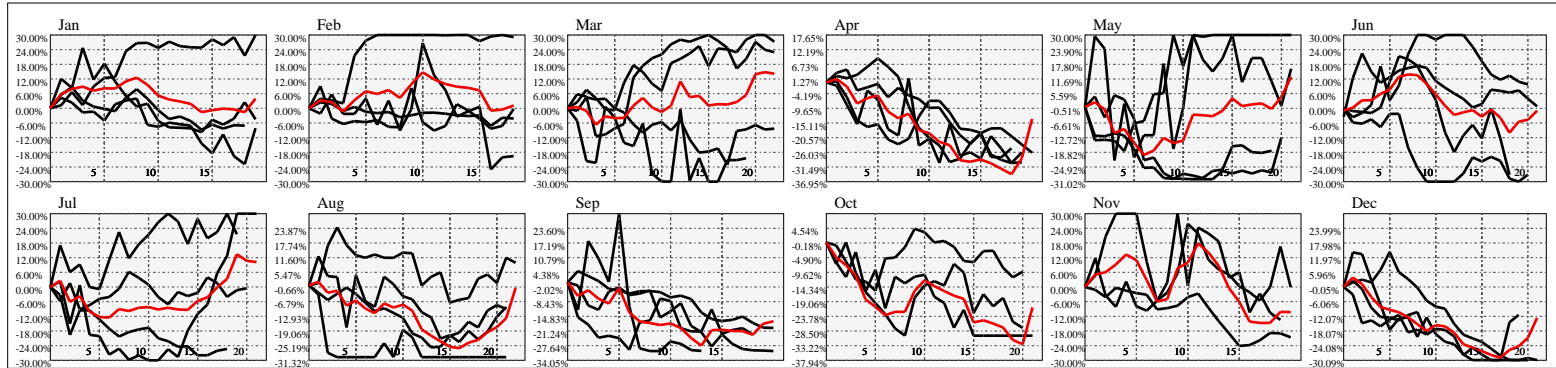 Jan Feb Mar Apr May Jun
30.00% 30.00% 30.00% 17.65% 30.00% 30.00%
24.00% 24.00% 24.00% 12.19% 23.90% 24.00%
18.00% 18.00% 18.00% 6.73% 17.80% 18.00%
12.00% 12.00% 12.00% 1.27% 11.69% 12.00%
6.00% 6.00% 6.00% -4.19% 5.59% 6.00%
0.00% 0.00% 0.00% -9.65% -0.51% 0.00%
-6.00% -6.00% -6.00% -15.11% -6.61% -6.00%
-12.00% -12.00% -12.00% -20.57% -12.72% -12.00%
-18.00% -18.00% -18.00% -26.03% -18.82% -18.00%
-24.00% -24.00% -24.00% -31.49% -24.92% -24.00%
-30.00% -30.00% -30.00% -36.95% -31.02% -30.00%
5 10 15 5 10 15 5 10 15 20 5 10 15 5 10 15 20 5 10 15 20
Jul Aug Sep Oct Nov Dec
30.00% 30.00%
24.00% 23.87% 23.60% 4.54% 24.00% 23.99%
18.00% 17.74% 17.19% -0.18% 18.00% 17.98%
12.00% 11.60% 10.79% -4.90% 12.00% 11.97%
6.00% 5.47% 4.38% -9.62% 6.00% 5.96%
0.00% -0.66% -2.02% -14.34% 0.00% -0.05%
-6.00% -6.79% -8.43% -19.06% -6.00% -6.06%
-12.00% -12.93% -14.83% -23.78% -12.00% -12.07%
-18.00% -19.06% -21.24% -28.50% -18.00% -18.07%
-24.00% -25.19% -27.64% -33.22% -24.00% -24.08%
-30.00% -31.32% -34.05% -37.94% -30.00% -30.09%
5 10 15 20 5 10 15 20 5 10 15 5 10 15 20 5 10 15 5 10 15 20